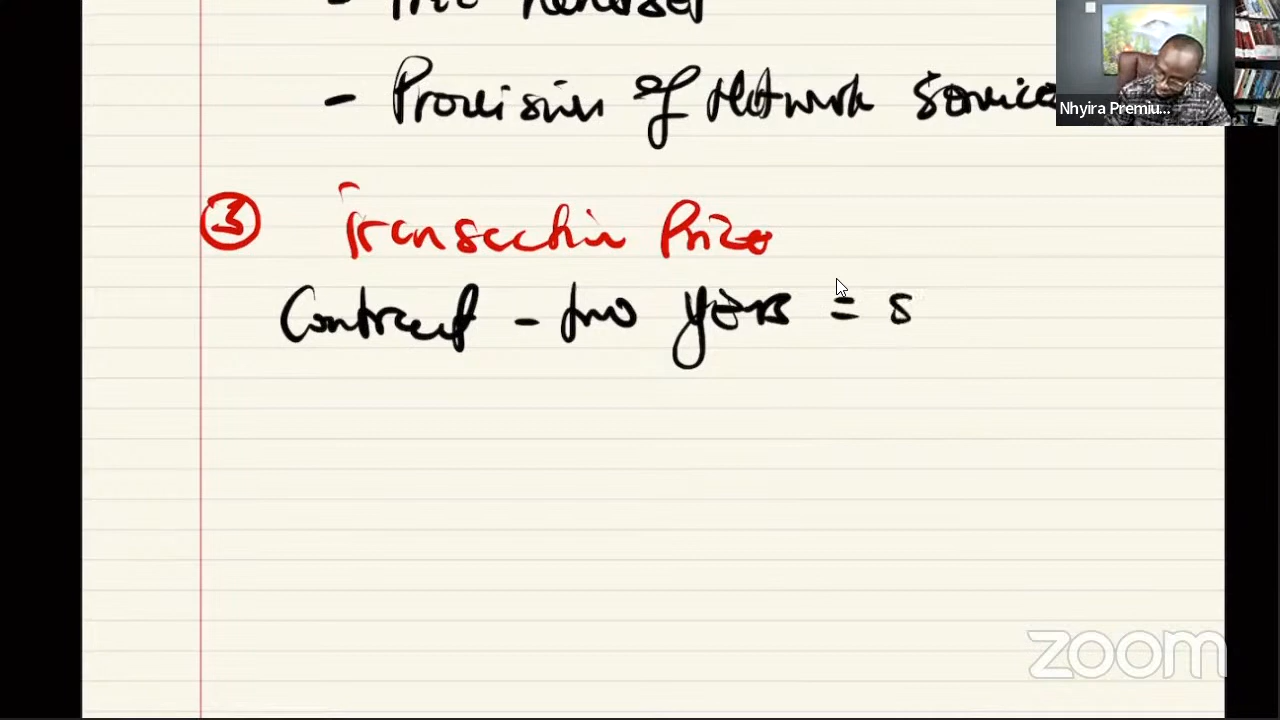 - Provision of Network Service
Nhyira Premiu...
③ Transaction Price
Contract - two years = 8
zoom